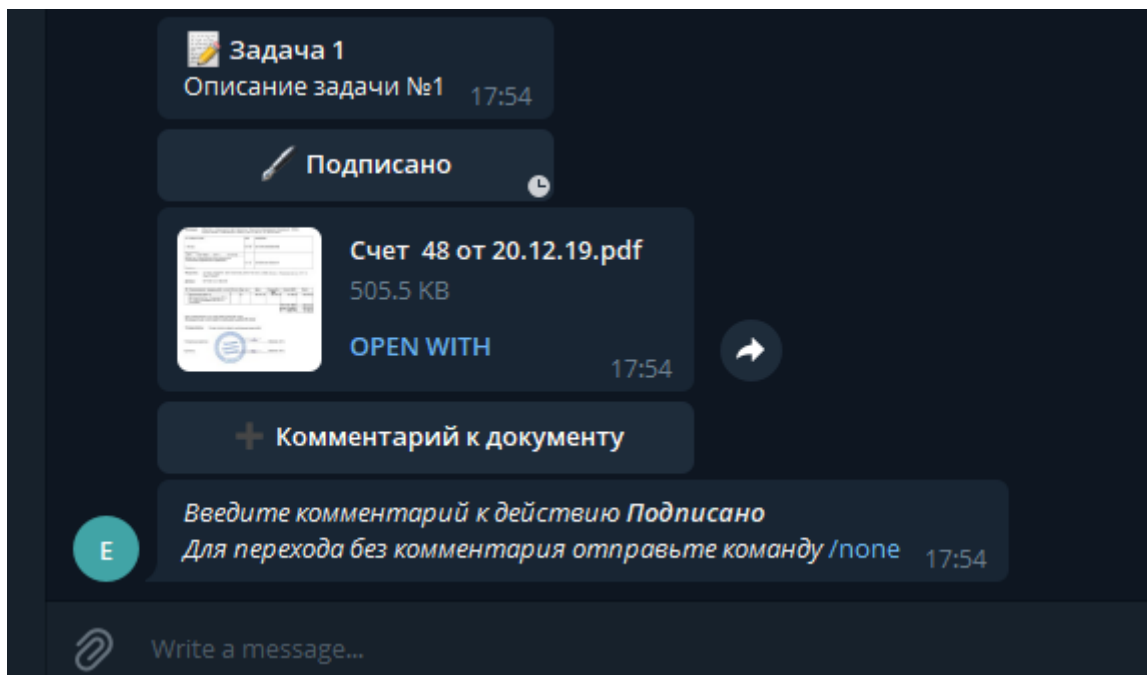 Задача 1
Описание задачи №1 17:54
Подписано
Счет 48 от 20.12.19.pdf
505.5 KB
OPEN WITH
17:54
Комментарий к документу
Введите комментарий к действию Подписано
Для перехода без комментария отправьте команду /none 17:54
E
Write a message...